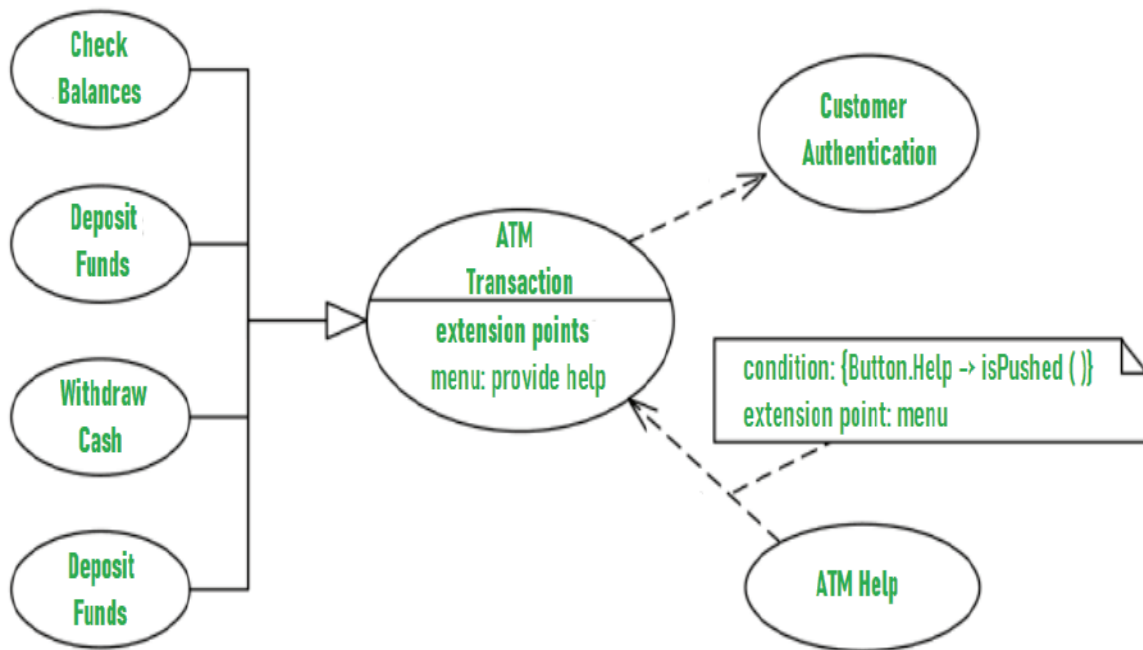 Check
Balances
Customer
Authentication
Deposit
Funds
ATM
Transaction
extension points
menu: provide help
condition: {Button.Help -> isPushed ( )}
extension point: menu
Withdraw
Cash
Deposit
Funds
ATM Help